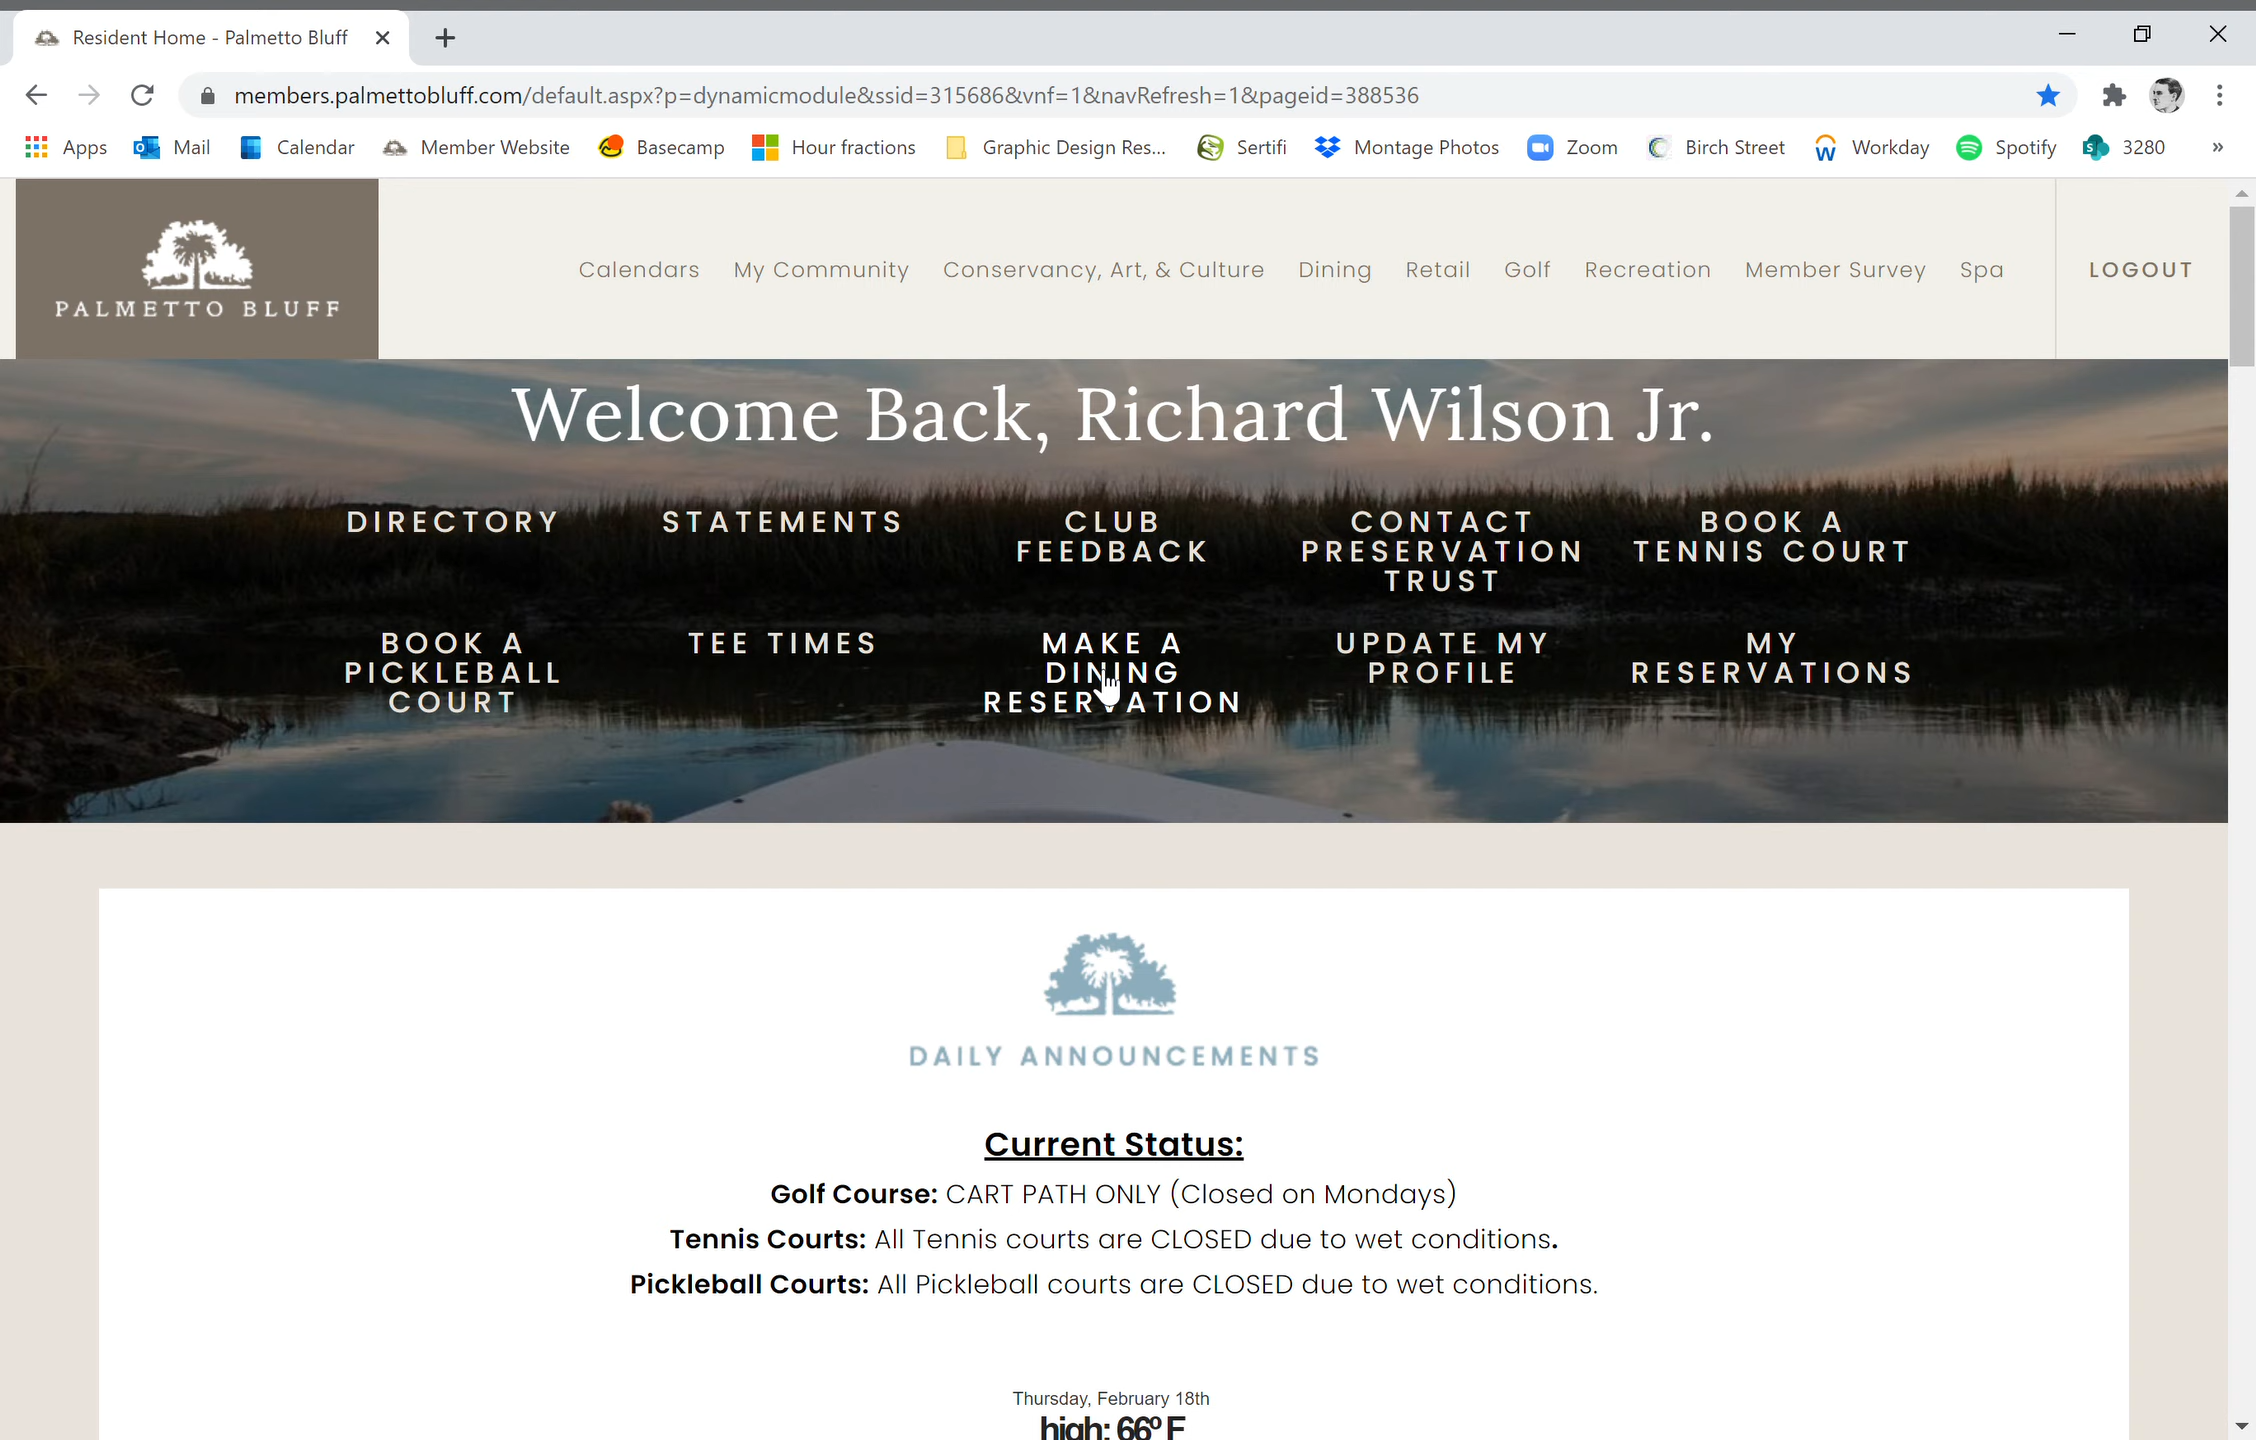 Resident Home - Palmetto Bluff
members.palmettobluff.com/default.aspx?p=dynamicmodule&ssid=315686&vnf=1&navRefresh=1&pageid=388536
Apps Mail Calendar Member Website Basecamp Hour fractions Graphic Design Res... Sertifi Montage Photos Zoom Birch Street Workday Spotify 3280 »
PALMETTO BLUFF
Calendars My Community Conservancy, Art, & Culture Dining Retail Golf Recreation Member Survey Spa LOGOUT
Welcome Back, Richard Wilson Jr.
DIRECTORY
STATEMENTS
CLUB
FEEDBACK
CONTACT
PRESERVATION
TRUST
BOOK A
TENNIS COURT
BOOK A
PICKLEBALL
COURT
TEE TIMES
MAKE A
DINING
RESERVATION
UPDATE MY
PROFILE
MY
RESERVATIONS
DAILY ANNOUNCEMENTS
Current Status:
Golf Course: CART PATH ONLY (Closed on Mondays)
Tennis Courts: All Tennis courts are CLOSED due to wet conditions.
Pickleball Courts: All Pickleball courts are CLOSED due to wet conditions.
Thursday, February 18th
high: 66° F